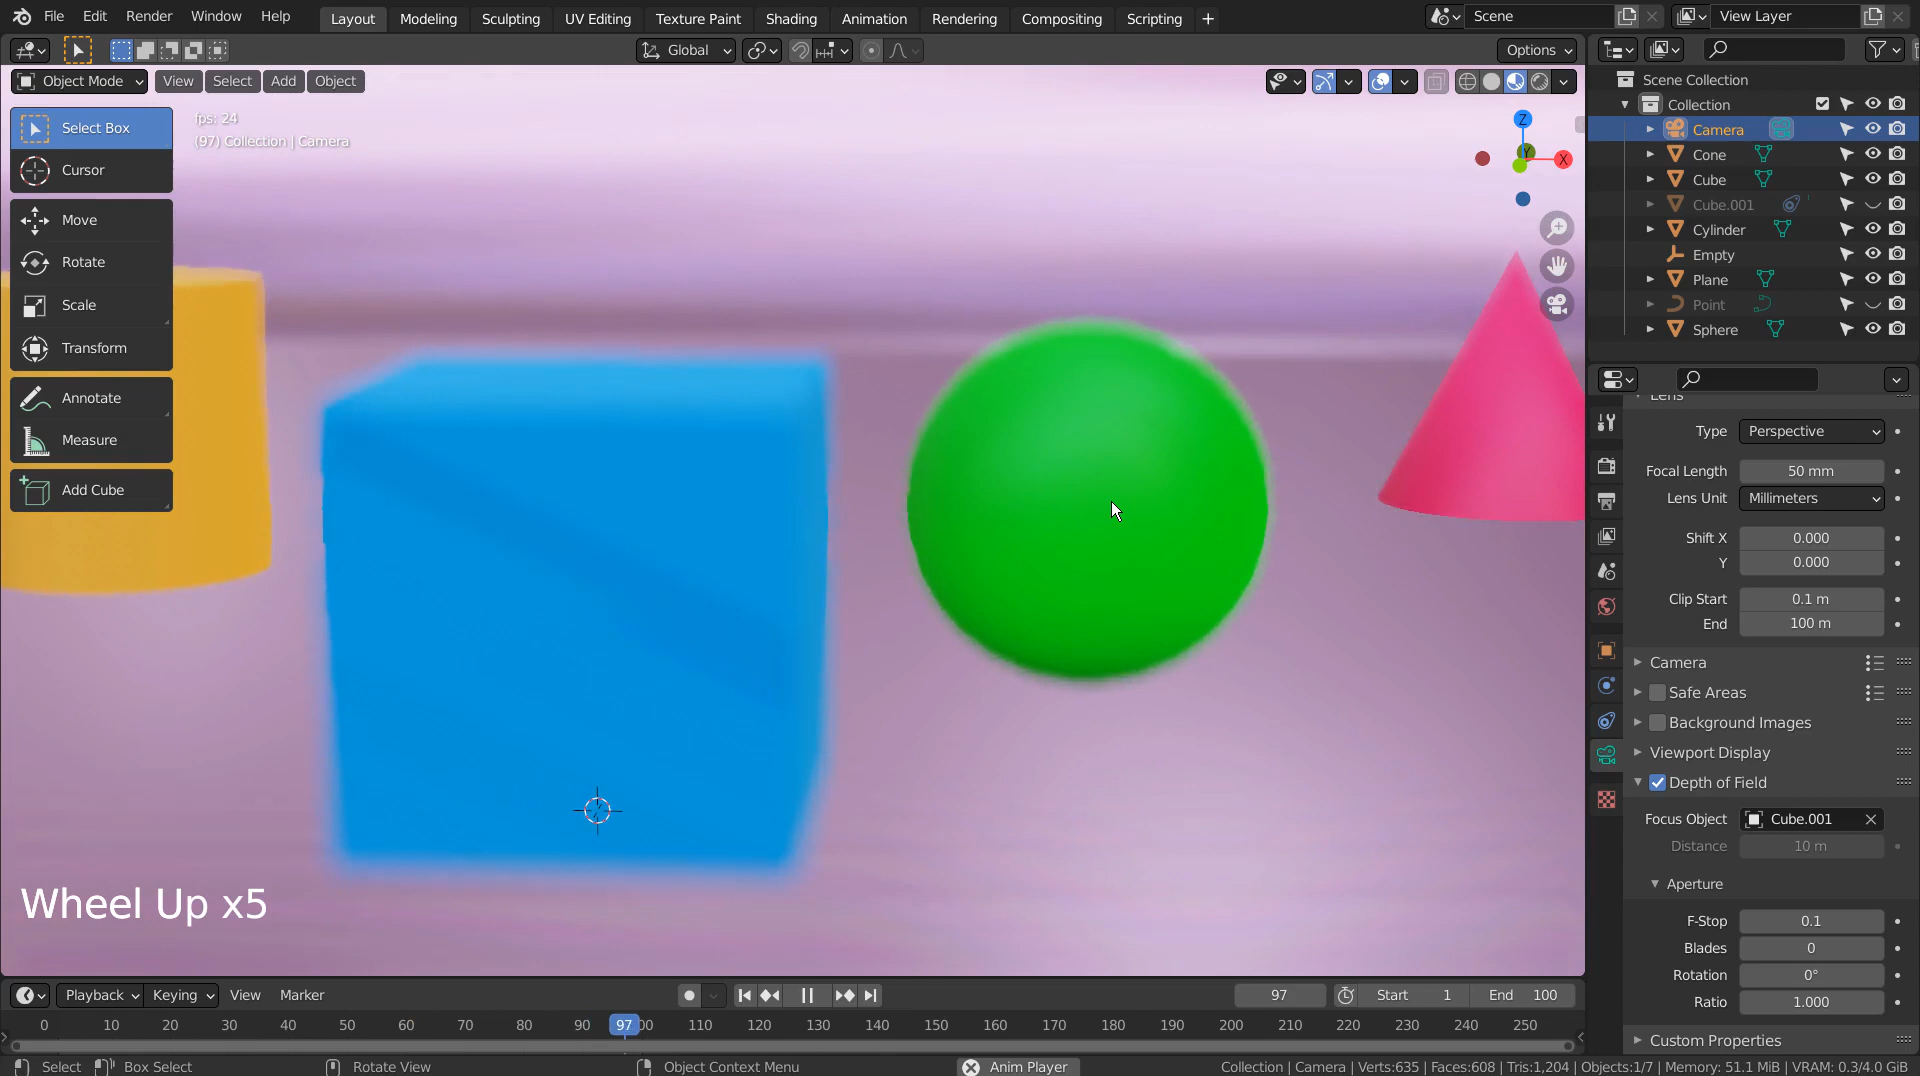 File Edit Render Window Help Layout Modeling Sculpting UV Editing Texture Paint Shading Animation Rendering Compositing Scripting + Scene View Layer
Global Options
Object Mode View Select Add Object
Select Box
Cursor
Move
Rotate
Scale
Transform
Annotate
Measure
Add Cube
fps: 24
(97) Collection | Camera
Z
Y
X
Wheel Up x5
Scene Collection
Collection
Camera
Cone
Cube
Cube.001
Cylinder
Empty
Plane
Point
Sphere
Lens
Type Perspective
Focal Length 50 mm
Lens Unit Millimeters
Shift X 0.000
Y 0.000
Clip Start 0.1 m
End 100 m
Camera
Safe Areas
Background Images
Viewport Display
Depth of Field
Focus Object Cube.001
Distance 10 m
Aperture
F-Stop 0.1
Blades 0
Rotation 0°
Ratio 1.000
Custom Properties
Playback Keying View Marker 97 Start 1 End 100
0 10 20 30 40 50 60 70 80 90 97 00 110 120 130 140 150 160 170 180 190 200 210 220 230 240 250
Select Box Select Rotate View Object Context Menu Anim Player Collection | Camera | Verts:635 | Faces:608 | Tris:1,204 | Objects:1/7 | Memory: 51.1 MiB | VRAM: 0.3/4.0 GiB